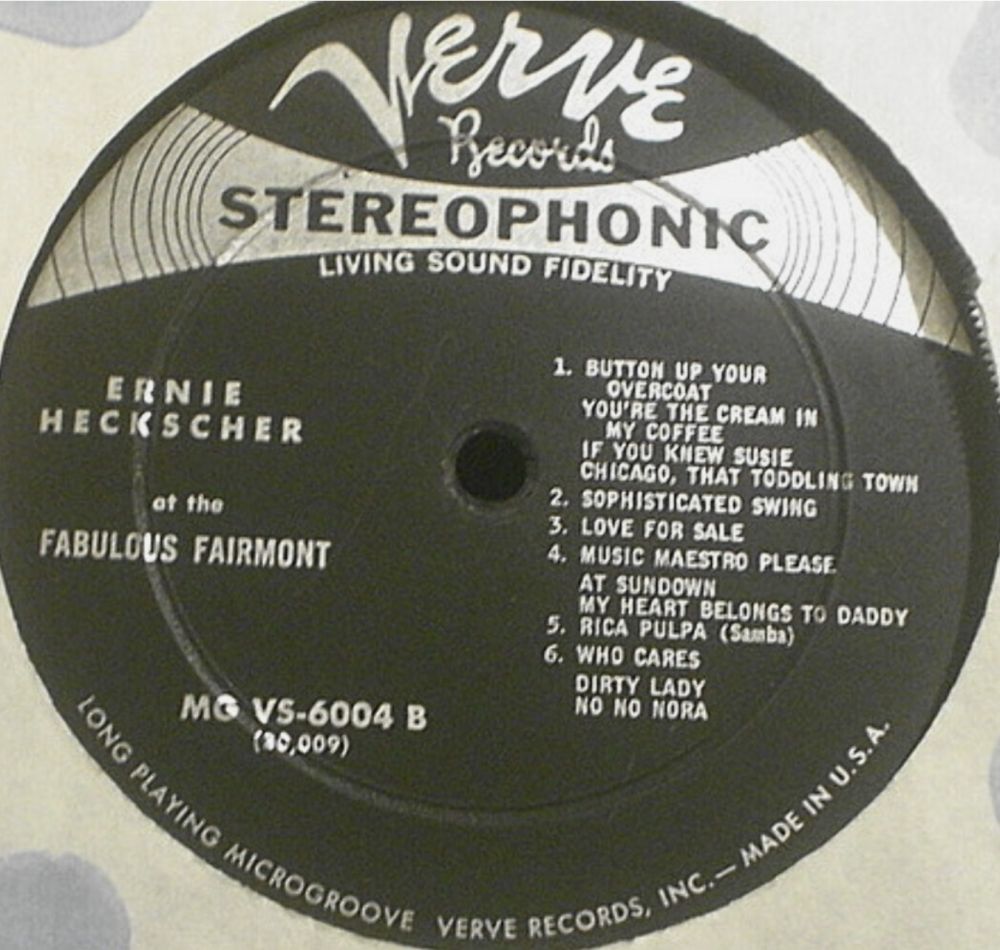 Verve
Records
STEREOPHONIC
LIVING SOUND FIDELITY
ERNIE
HECKSCHER
at the
FABULOUS FAIRMONT
MG VS-6004 B
(20,009)
1. BUTTON UP YOUR
OVERCOAT
YOU'RE THE CREAM IN
MY COFFEE
IF YOU KNEW SUSIE
CHICAGO, THAT TODDLING TOWN
2. SOPHISTICATED SWING
3. LOVE FOR SALE
4. MUSIC MAESTRO PLEASE
AT SUNDOWN
MY HEART BELONGS TO DADDY
5. RICA PULPA (Samba)
6. WHO CARES
DIRTY LADY
NO NO NORA
LONG PLAYING MICROGROOVE VERVE RECORDS, INC.— MADE IN U.S.A.